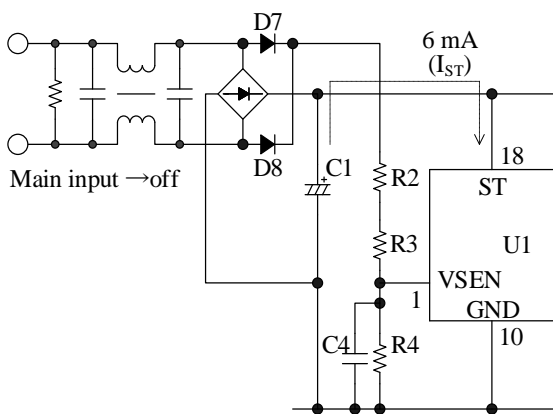 D7
6 mA
(I_ST)
D8
Main input →off
C1
+
18
ST
R2
R3
U1
VSEN
1
GND
10
C4
R4